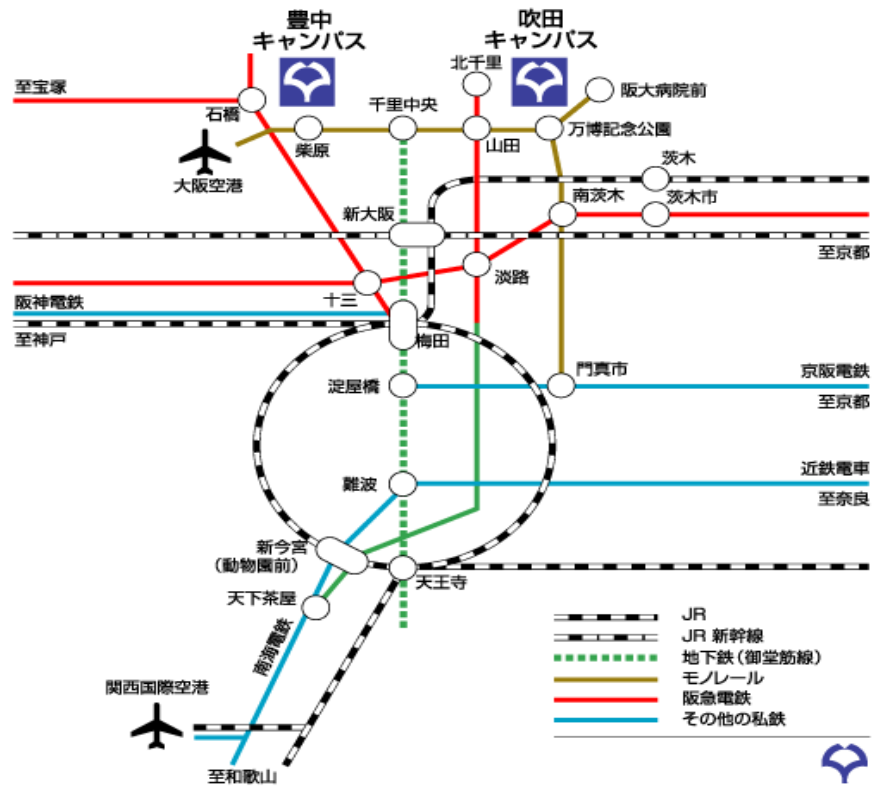 豊中
キャンパス
吹田
キャンパス
北千里
至宝塚
石橋
千里中央
阪大病院前
柴原
山田
万博記念公園
大阪空港
茨木
新大阪
南茨木
茨木市
至京都
十三
淡路
阪神電鉄
至神戸
梅田
淀屋橋
門真市
京阪電鉄
至京都
難波
近鉄電車
至奈良
新今宮
(動物園前)
天王寺
天下茶屋
南海電鉄
関西国際空港
至和歌山
JR
JR 新幹線
地下鉄(御堂筋線)
モノレール
阪急電鉄
その他の私鉄